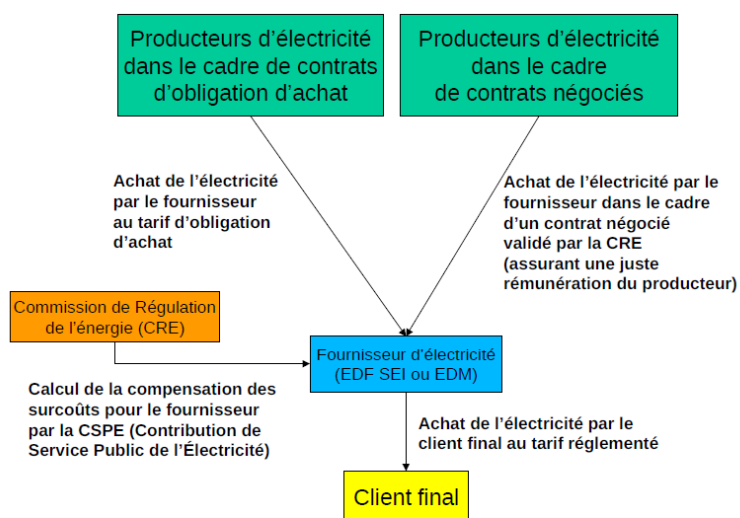 Producteurs d’électricité
dans le cadre de contrats
d’obligation d’achat
Producteurs d’électricité
dans le cadre
de contrats négociés
Achat de l’électricité
par le fournisseur
au tarif d’obligation
d’achat
Achat de l’électricité par le
fournisseur dans le cadre
d’un contrat négocié
validé par la CRE
(assurant une juste
rémunération du producteur)
Commission de Régulation
de l’énergie (CRE)
Fournisseur d’électricité
(EDF SEI ou EDM)
Calcul de la compensation des
surcoûts pour le fournisseur
par la CSPE (Contribution de
Service Public de l’Électricité)
Achat de l’électricité par le
client final au tarif réglementé
Client final